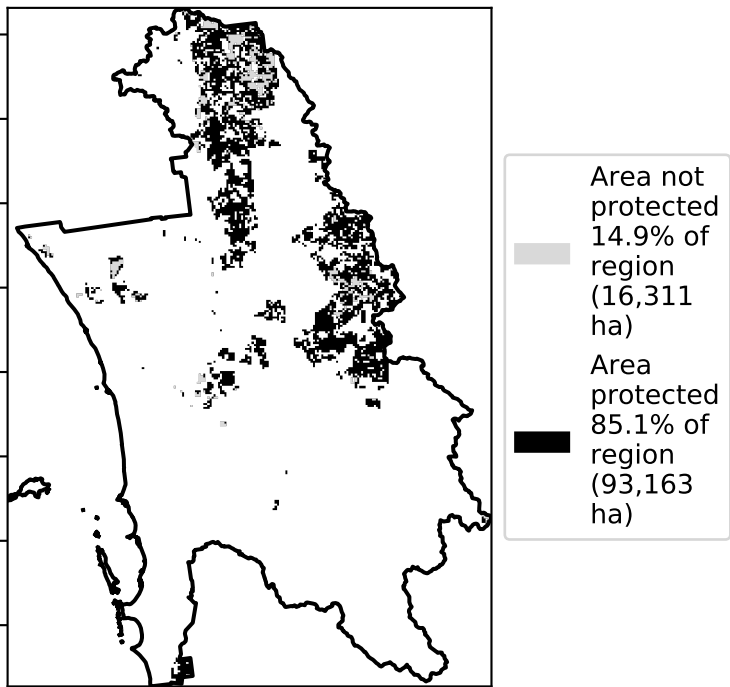 Area not
protected
14.9% of
region
(16,311
ha)
Area
protected
85.1% of
region
(93,163
ha)